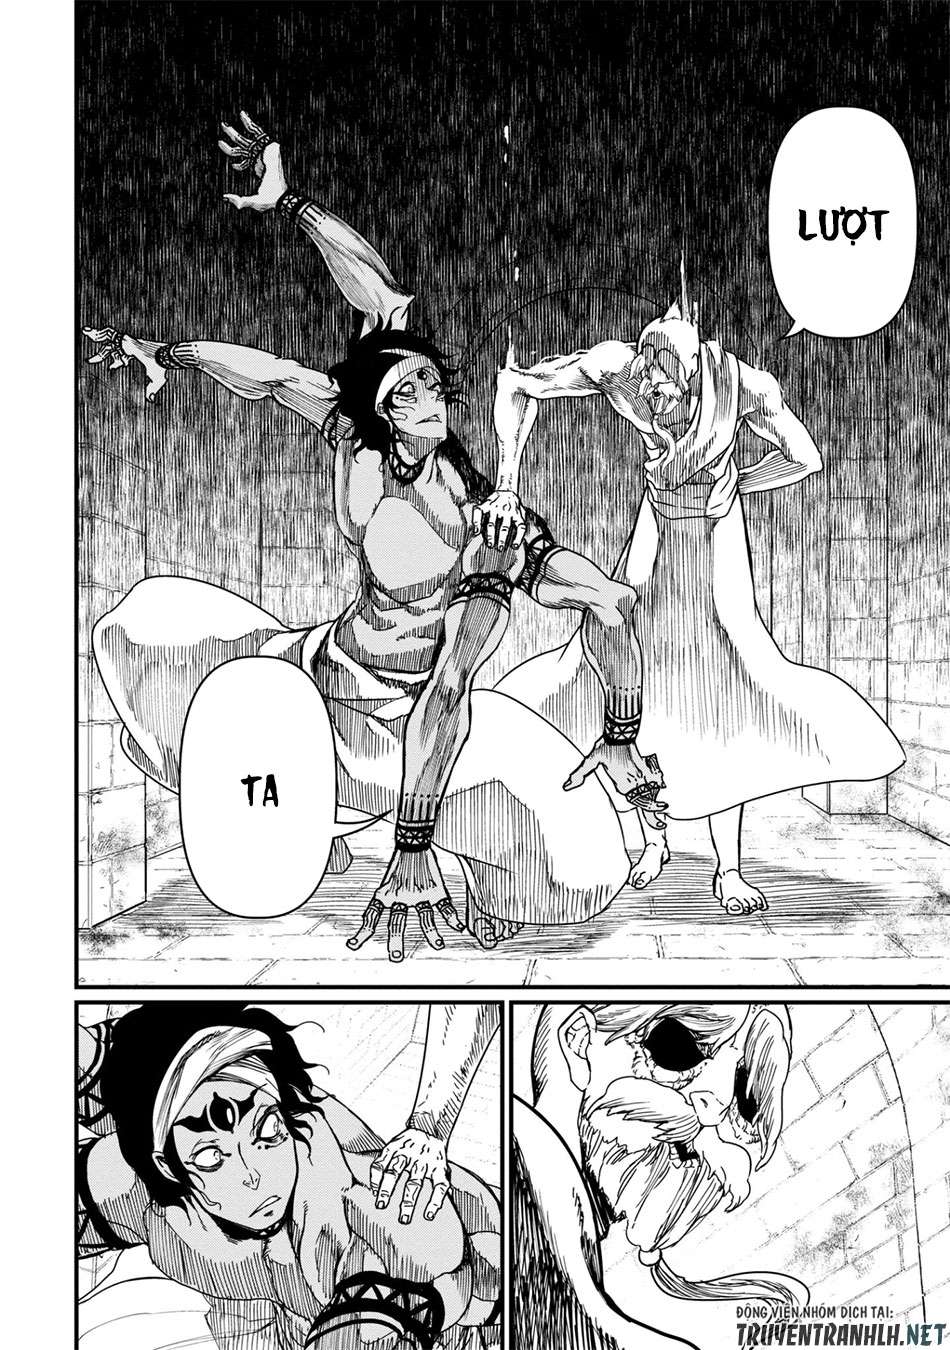 LƯỢT
TA
ĐỘNG VIÊN NHÓM DỊCH TẠI:
TRUYENTRANHLH.NET